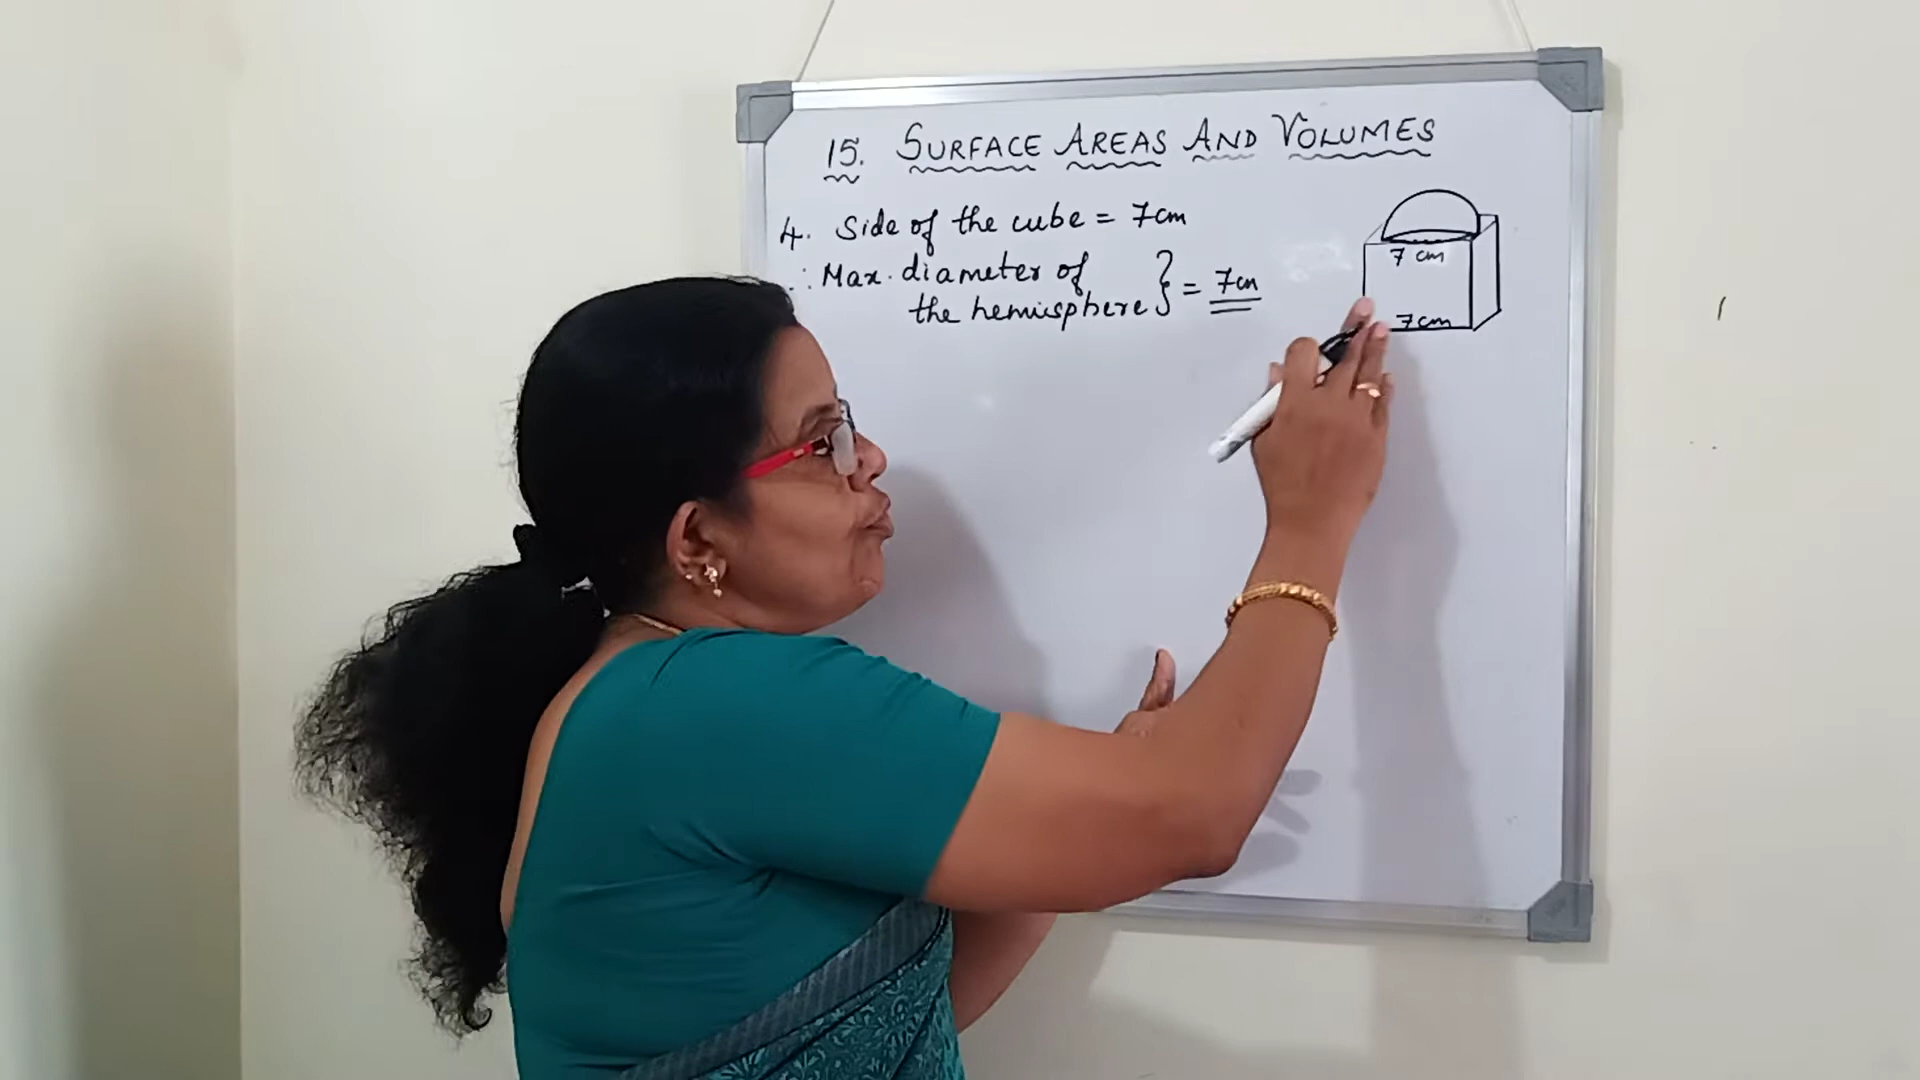 15. SURFACE AREAS AND VOLUMES
4. Side of the cube = 7cm
∴ Max. diameter of
the hemisphere } = 7cm
7 cm
7cm